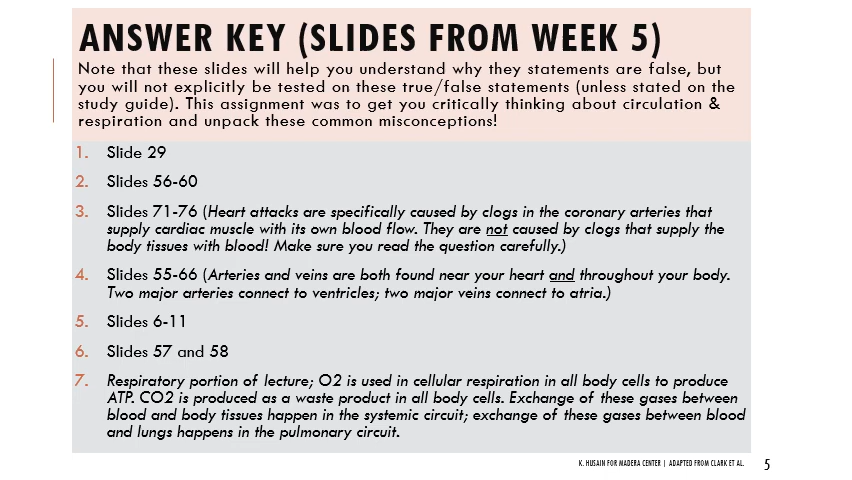 ANSWER KEY (SLIDES FROM WEEK 5)
Note that these slides will help you understand why they statements are false, but
you will not explicitly be tested on these true/false statements (unless stated on the
study guide). This assignment was to get you critically thinking about circulation &
respiration and unpack these common misconceptions!
1. Slide 29
2. Slides 56-60
3. Slides 71-76 (Heart attacks are specifically caused by clogs in the coronary arteries that
supply cardiac muscle with its own blood flow. They are not caused by clogs that supply the
body tissues with blood! Make sure you read the question carefully.)
4. Slides 55-66 (Arteries and veins are both found near your heart and throughout your body.
Two major arteries connect to ventricles; two major veins connect to atria.)
5. Slides 6-11
6. Slides 57 and 58
7. Respiratory portion of lecture; O2 is used in cellular respiration in all body cells to produce
ATP. CO2 is produced as a waste product in all body cells. Exchange of these gases between
blood and body tissues happen in the systemic circuit; exchange of these gases between blood
and lungs happens in the pulmonary circuit.
K. HUSAIN FOR MADERA CENTER | ADAPTED FROM CLARK ET AL.
5